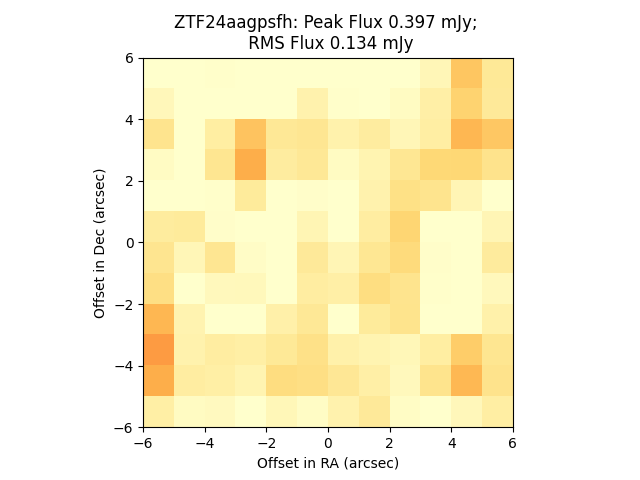 ZTF24aagpsfh: Peak Flux 0.397 mJy;
RMS Flux 0.134 mJy
6
4
2
0
−2
−4
−6
Offset in Dec (arcsec)
−6 −4 −2 0 2 4 6
Offset in RA (arcsec)